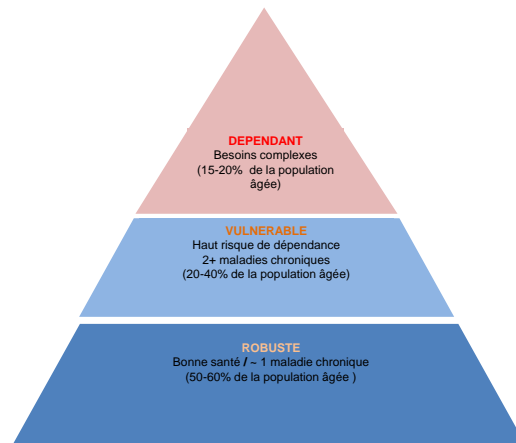 DEPENDANT
Besoins complexes
(15-20% de la population
âgée)
VULNERABLE
Haut risque de dépendance
2+ maladies chroniques
(20-40% de la population âgée)
ROBUSTE
Bonne santé / ~ 1 maladie chronique
(50-60% de la population âgée )